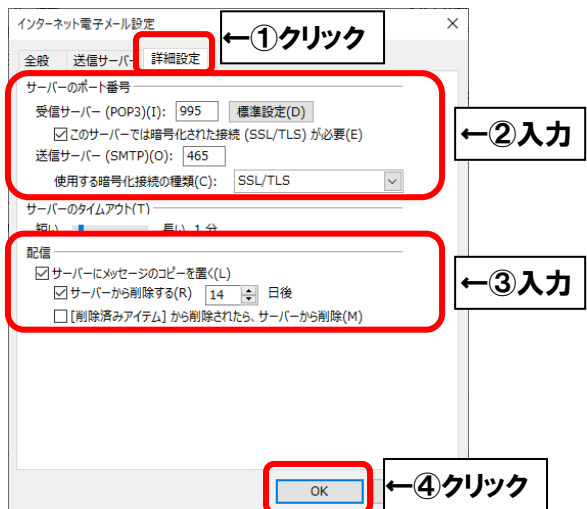 インターネット電子メール設定
←①クリック
全般 送信サーバー 詳細設定
サーバーのポート番号
受信サーバー (POP3)(I): 995 標準設定(D)
このサーバーでは暗号化された接続 (SSL/TLS) が必要(E)
←②入力
送信サーバー (SMTP)(O): 465
使用する暗号化接続の種類(C): SSL/TLS
サーバーのタイムアウト(T)
短い 長い 1 分
配信
サーバーにメッセージのコピーを置く(L)
←③入力
サーバーから削除する(R) 14 日後
[削除済みアイテム] から削除されたら、サーバーから削除(M)
OK
←④クリック